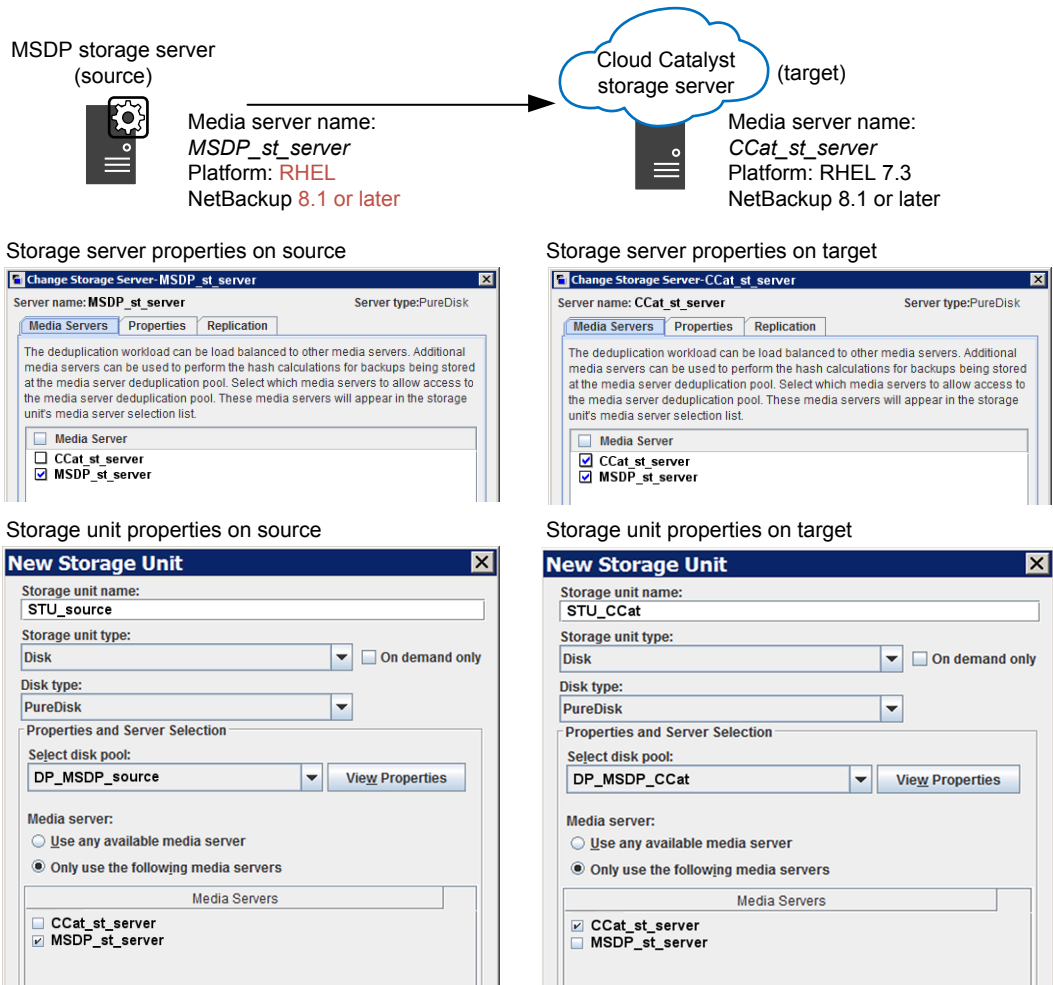 MSDP storage server
(source)
Media server name:
MSDP_st_server
Platform: RHEL
NetBackup 8.1 or later
Cloud Catalyst
storage server
(target)
Media server name:
CCat_st_server
Platform: RHEL 7.3
NetBackup 8.1 or later
Storage server properties on source
Change Storage Server-MSDP_st_server
Server name: MSDP_st_server
Server type:PureDisk
Media Servers
Properties
Replication
The deduplication workload can be load balanced to other media servers. Additional
media servers can be used to perform the hash calculations for backups being stored
at the media server deduplication pool. Select which media servers to allow access to
the media server deduplication pool. These media servers will appear in the storage
unit's media server selection list.
Media Server
CCat_st_server
MSDP_st_server
Storage server properties on target
Change Storage Server-CCat_st_server
Server name: CCat_st_server
Server type:PureDisk
Media Servers
Properties
Replication
The deduplication workload can be load balanced to other media servers. Additional
media servers can be used to perform the hash calculations for backups being stored
at the media server deduplication pool. Select which media servers to allow access to
the media server deduplication pool. These media servers will appear in the storage
unit's media server selection list.
Media Server
CCat_st_server
MSDP_st_server
Storage unit properties on source
New Storage Unit
Storage unit name:
STU_source
Storage unit type:
Disk
On demand only
Disk type:
PureDisk
Properties and Server Selection
Select disk pool:
DP_MSDP_source
View Properties
Media server:
Use any available media server
Only use the following media servers
Media Servers
CCat_st_server
MSDP_st_server
Storage unit properties on target
New Storage Unit
Storage unit name:
STU_CCat
Storage unit type:
Disk
On demand only
Disk type:
PureDisk
Properties and Server Selection
Select disk pool:
DP_MSDP_CCat
View Properties
Media server:
Use any available media server
Only use the following media servers
Media Servers
CCat_st_server
MSDP_st_server